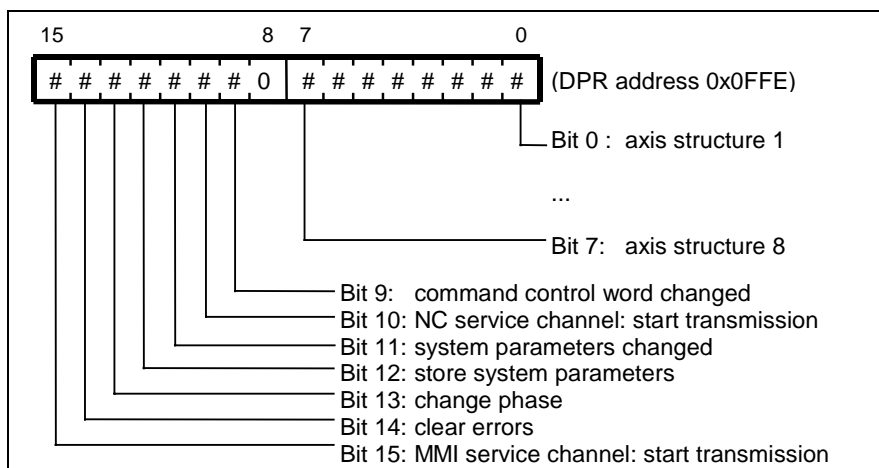 15 8 7 0
# # # # # # # 0 # # # # # # # # (DPR address 0x0FFE)
Bit 0 : axis structure 1
...
Bit 7: axis structure 8
Bit 9: command control word changed
Bit 10: NC service channel: start transmission
Bit 11: system parameters changed
Bit 12: store system parameters
Bit 13: change phase
Bit 14: clear errors
Bit 15: MMI service channel: start transmission